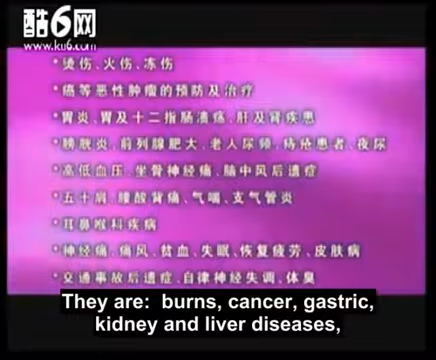 酷6网
www.ku6.com
*烫伤、火伤、冻伤
*癌等恶性肿瘤的预防及治疗
*胃炎、胃及十二指肠溃疡、肝及肾疾患
*膀胱炎、前列腺肥大、老人尿频、痔疮患者、夜尿
*高低血压、坐骨神经痛、脑中风后遗症
*五十肩、腰酸背痛、气喘、支气管炎
*耳鼻喉科疾病
*神经痛、痛风、贫血、失眠、恢复疲劳、皮肤病
*交通事故后遗症、自律神经失调、体臭
They are: burns, cancer, gastric,
kidney and liver diseases,